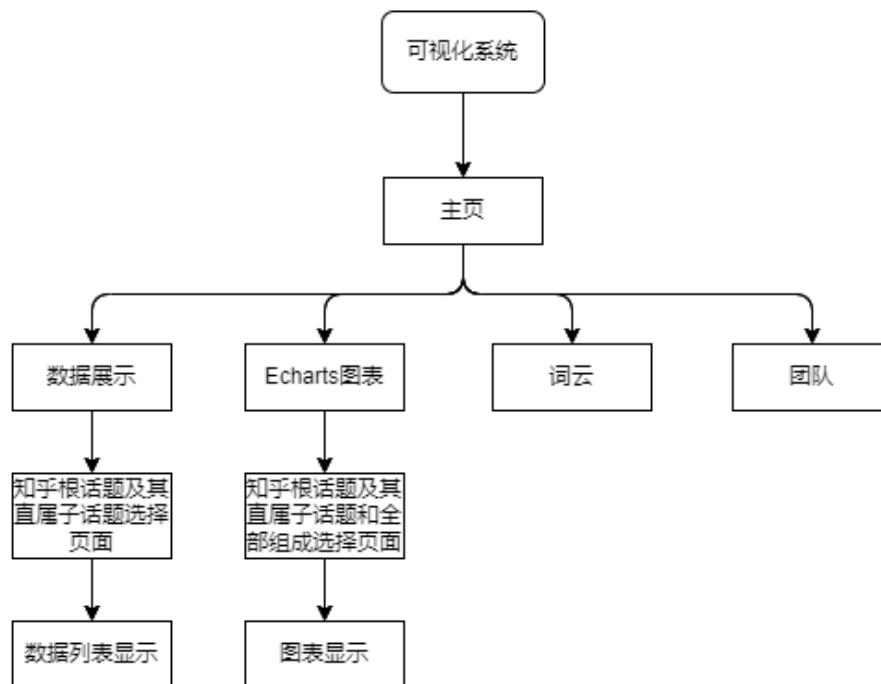 可视化系统
主页
数据展示
Echarts图表
词云
团队
知乎根话题及其
直属子话题选择
页面
知乎根话题及其
直属子话题和全
部组成选择页面
数据列表显示
图表显示